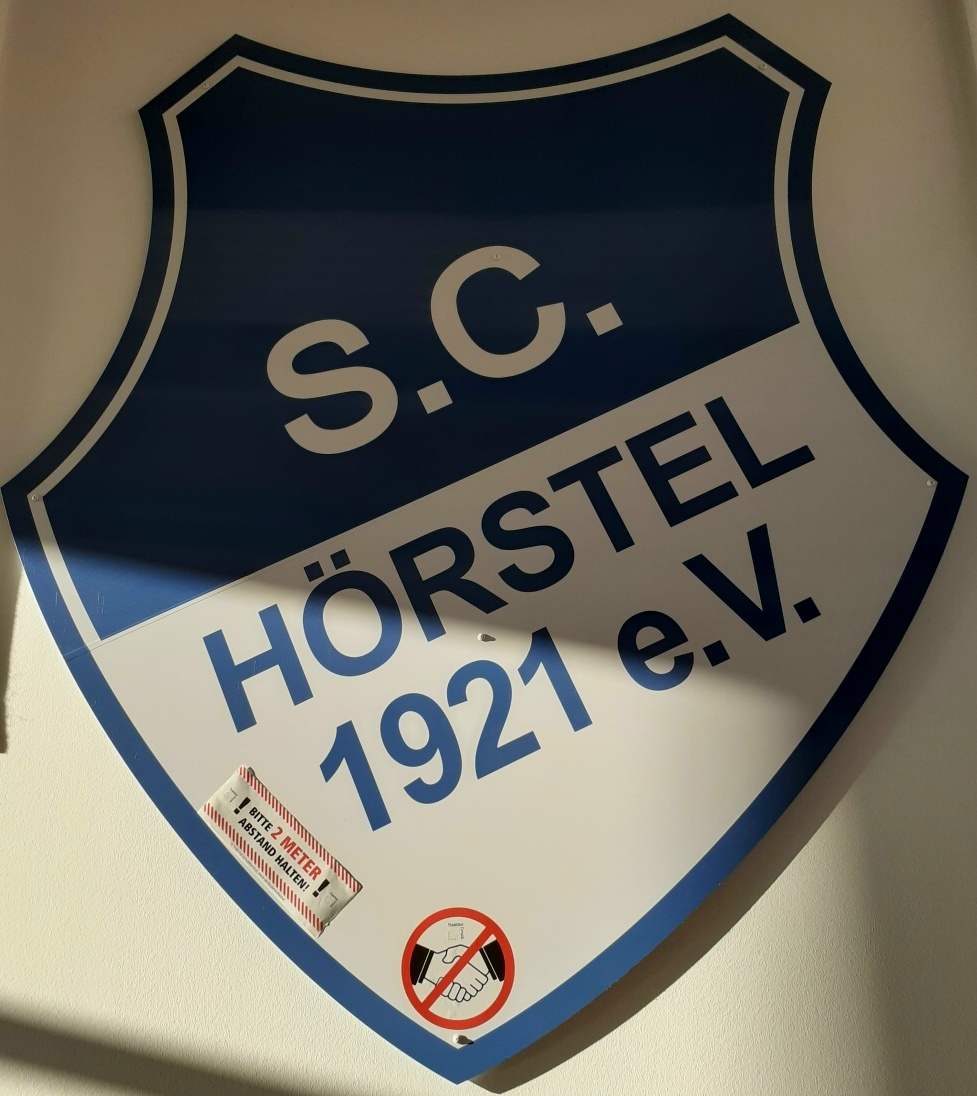 S.C.
HÖRSTEL
1921 e.V.
! BITTE 2 METER
ABSTAND HALTEN! !